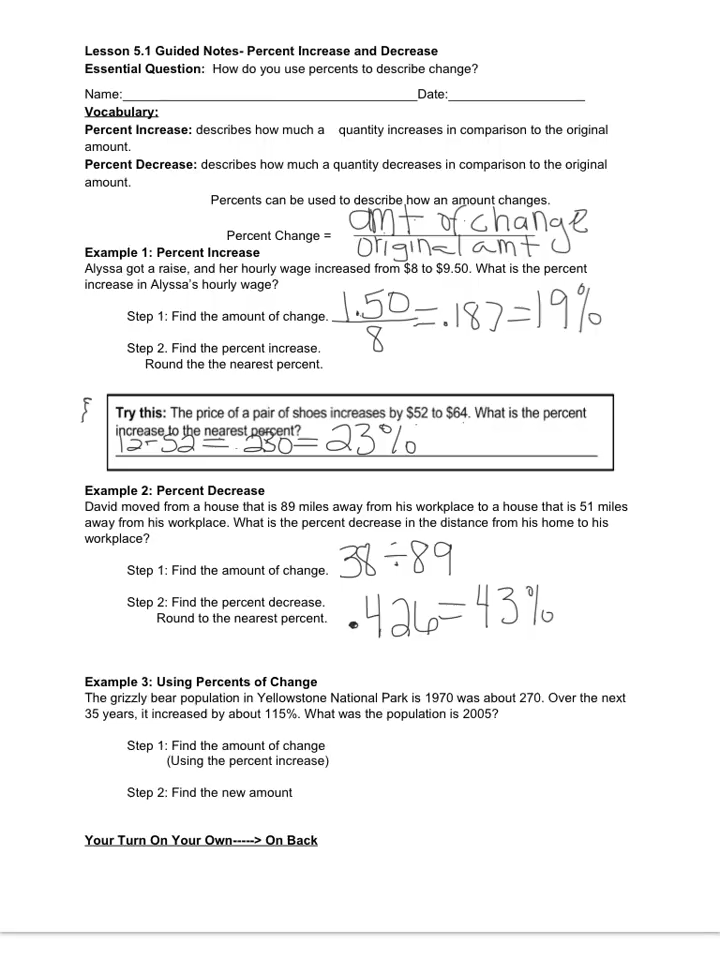 Lesson 5.1 Guided Notes- Percent Increase and Decrease
Essential Question: How do you use percents to describe change?
Name:________________________________________Date:___________________
Vocabulary:
Percent Increase: describes how much a quantity increases in comparison to the original
amount.
Percent Decrease: describes how much a quantity decreases in comparison to the original
amount.
Percents can be used to describe how an amount changes.
amt of change
Percent Change =
original amt
Example 1: Percent Increase
Alyssa got a raise, and her hourly wage increased from $8 to $9.50. What is the percent
increase in Alyssa's hourly wage?
Step 1: Find the amount of change. 1.50 = .187 = 19%
8
Step 2. Find the percent increase.
Round the the nearest percent.
Try this: The price of a pair of shoes increases by $52 to $64. What is the percent
increase to the nearest percent?
12÷52 = .230 = 23%
Example 2: Percent Decrease
David moved from a house that is 89 miles away from his workplace to a house that is 51 miles
away from his workplace. What is the percent decrease in the distance from his home to his
workplace?
Step 1: Find the amount of change. 38 ÷ 89
Step 2: Find the percent decrease.
Round to the nearest percent. .426 = 43%
Example 3: Using Percents of Change
The grizzly bear population in Yellowstone National Park is 1970 was about 270. Over the next
35 years, it increased by about 115%. What was the population is 2005?
Step 1: Find the amount of change
(Using the percent increase)
Step 2: Find the new amount
Your Turn On Your Own-----> On Back